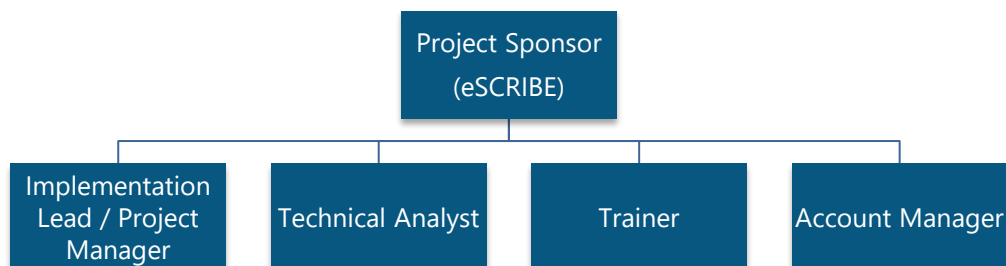 Project Sponsor
(eSCRIBE)
Implementation
Lead / Project
Manager
Technical Analyst
Trainer
Account Manager